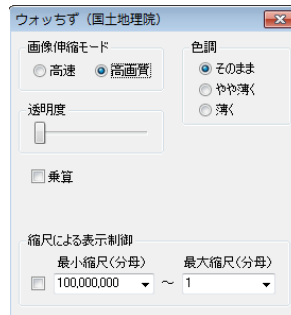 ウォッちず（国土地理院）
画像伸縮モード
高速 高画質
色調
そのまま
やや薄く
薄く
透明度
乗算
縮尺による表示制御
最小縮尺(分母) 最大縮尺(分母)
100,000,000 ～ 1